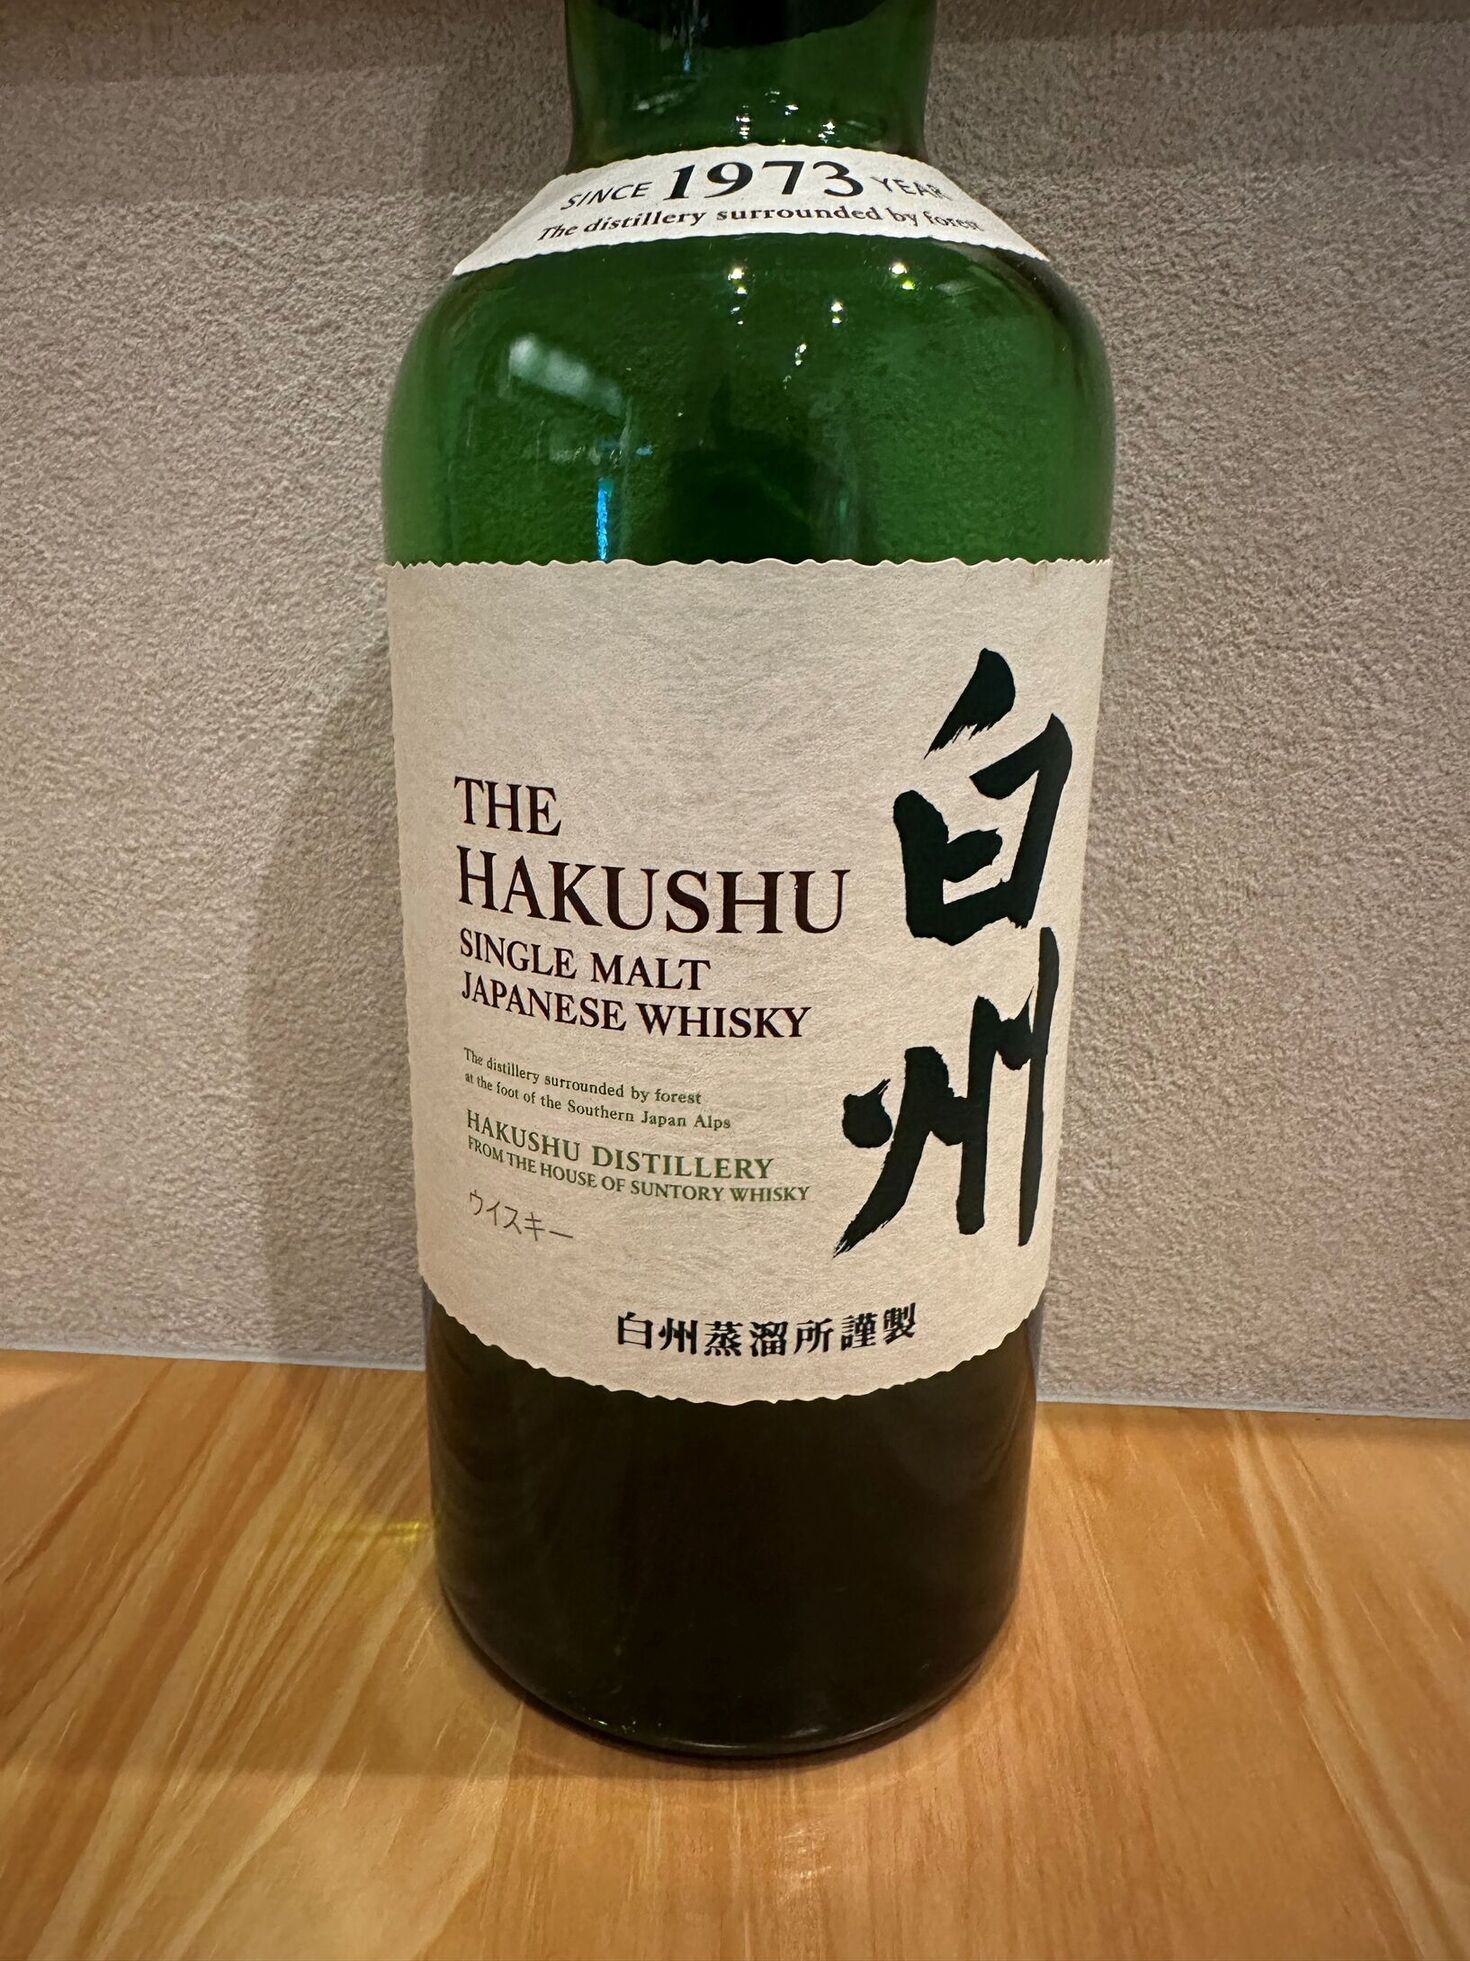 SINCE 1973 YEAR
The distillery surrounded by forest
THE
HAKUSHU
SINGLE MALT
JAPANESE WHISKY
The distillery surrounded by forest
at the foot of the Southern Japan Alps
HAKUSHU DISTILLERY
FROM THE HOUSE OF SUNTORY WHISKY
ウイスキー
白州
白州蒸溜所謹製